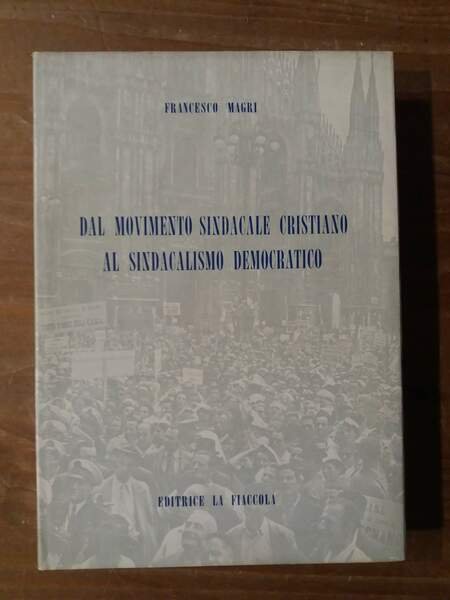 FRANCESCO MAGRI
DAL MOVIMENTO SINDACALE CRISTIANO
AL SINDACALISMO DEMOCRATICO
EDITRICE LA FIACCOLA